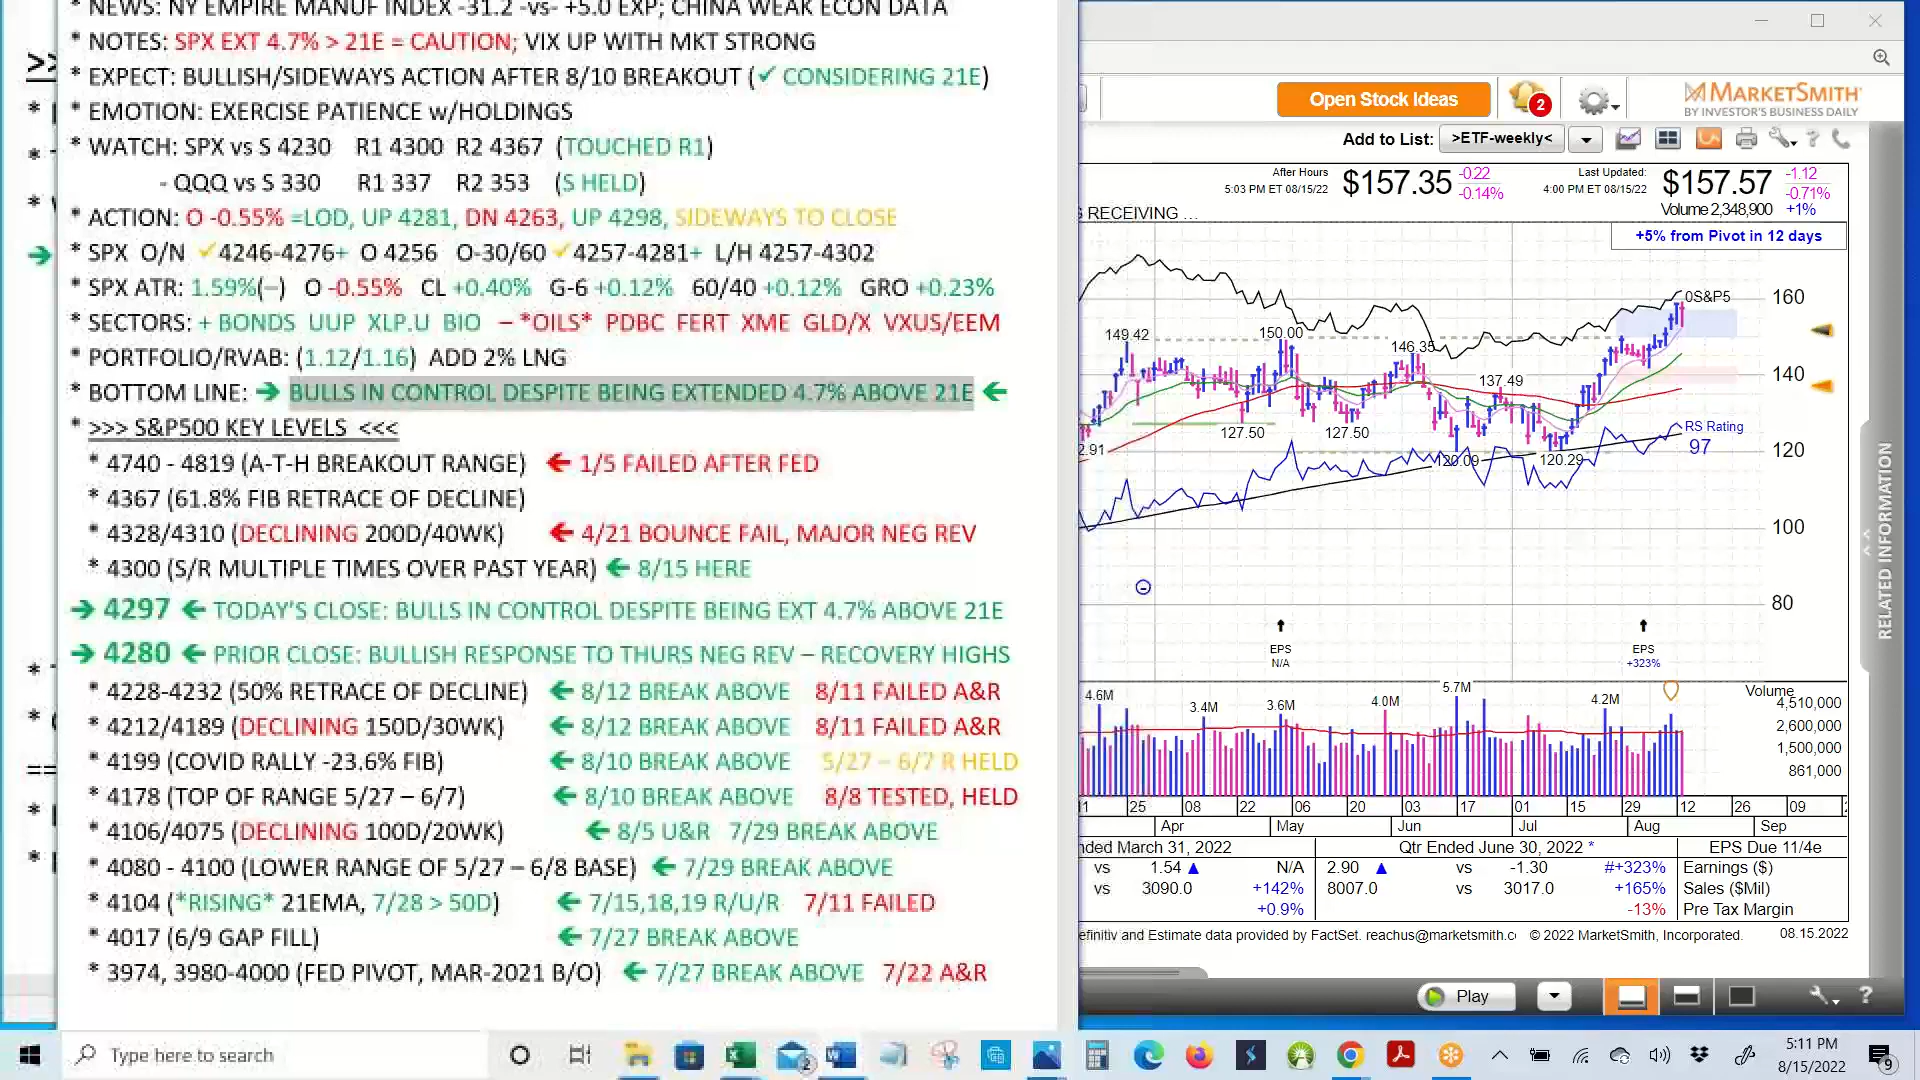 * NEWS: NY EMPIRE MANUF INDEX -31.2 -vs- +5.0 EXP; CHINA WEAK ECON DATA
* NOTES: SPX EXT 4.7% > 21E = CAUTION; VIX UP WITH MKT STRONG
* EXPECT: BULLISH/SIDEWAYS ACTION AFTER 8/10 BREAKOUT (✓ CONSIDERING 21E)
* EMOTION: EXERCISE PATIENCE w/HOLDINGS
* WATCH: SPX vs S 4230 R1 4300 R2 4367 (TOUCHED R1)
- QQQ vs S 330 R1 337 R2 353 (S HELD)
* ACTION: O -0.55% =LOD, UP 4281, DN 4263, UP 4298, SIDEWAYS TO CLOSE
➔ * SPX O/N ✓4246-4276+ O 4256 O-30/60 ✓4257-4281+ L/H 4257-4302
* SPX ATR: 1.59%(–) O -0.55% CL +0.40% G-6 +0.12% 60/40 +0.12% GRO +0.23%
* SECTORS: + BONDS UUP XLP.U BIO – *OILS* PDBC FERT XME GLD/X VXUS/EEM
* PORTFOLIO/RVAB: (1.12/1.16) ADD 2% LNG
* BOTTOM LINE: ➔ BULLS IN CONTROL DESPITE BEING EXTENDED 4.7% ABOVE 21E ←
* >>> S&P500 KEY LEVELS <<<
* 4740 - 4819 (A-T-H BREAKOUT RANGE) ← 1/5 FAILED AFTER FED
* 4367 (61.8% FIB RETRACE OF DECLINE)
* 4328/4310 (DECLINING 200D/40WK) ← 4/21 BOUNCE FAIL, MAJOR NEG REV
* 4300 (S/R MULTIPLE TIMES OVER PAST YEAR) ← 8/15 HERE
➔ 4297 ← TODAY'S CLOSE: BULLS IN CONTROL DESPITE BEING EXT 4.7% ABOVE 21E
➔ 4280 ← PRIOR CLOSE: BULLISH RESPONSE TO THURS NEG REV – RECOVERY HIGHS
* 4228-4232 (50% RETRACE OF DECLINE) ← 8/12 BREAK ABOVE 8/11 FAILED A&R
* 4212/4189 (DECLINING 150D/30WK) ← 8/12 BREAK ABOVE 8/11 FAILED A&R
* 4199 (COVID RALLY -23.6% FIB) ← 8/10 BREAK ABOVE 5/27 – 6/7 R HELD
* 4178 (TOP OF RANGE 5/27 – 6/7) ← 8/10 BREAK ABOVE 8/8 TESTED, HELD
* 4106/4075 (DECLINING 100D/20WK) ← 8/5 U&R 7/29 BREAK ABOVE
* 4080 - 4100 (LOWER RANGE OF 5/27 – 6/8 BASE) ← 7/29 BREAK ABOVE
* 4104 (*RISING* 21EMA, 7/28 > 50D) ← 7/15,18,19 R/U/R 7/11 FAILED
* 4017 (6/9 GAP FILL) ← 7/27 BREAK ABOVE
* 3974, 3980-4000 (FED PIVOT, MAR-2021 B/O) ← 7/27 BREAK ABOVE 7/22 A&R
Open Stock Ideas
2
MARKETSMITH
BY INVESTOR'S BUSINESS DAILY
Add to List: >ETF-weekly<
After Hours $157.35 -0.22 Last Updated: $157.57 -1.12
5:03 PM ET 08/15/22 -0.14% 4:00 PM ET 08/15/22 -0.71%
Volume 2,348,900 +1%
RECEIVING ...
+5% from Pivot in 12 days
0S&P5
160
149.42 150.00 146.35
140
137.49
127.50 127.50
2.91
RS Rating
97
120
120.09 120.29
100
80
EPS EPS
N/A +323%
4.6M 3.4M 3.6M 4.0M 5.7M 4.2M
Volume
4,510,000
2,600,000
1,500,000
861,000
25 08 22 06 20 03 17 01 15 29 12 26 09
Apr May Jun Jul Aug Sep
nded March 31, 2022 Qtr Ended June 30, 2022 * EPS Due 11/4e
vs 1.54 ▲ N/A 2.90 ▲ vs -1.30 #+323% Earnings ($)
vs 3090.0 +142% 8007.0 vs 3017.0 +165% Sales ($Mil)
+0.9% -13% Pre Tax Margin
efinitiv and Estimate data provided by FactSet. reachus@marketsmith.c © 2022 MarketSmith, Incorporated. 08.15.2022
RELATED INFORMATION
Play
Type here to search
2
5:11 PM
8/15/2022
9